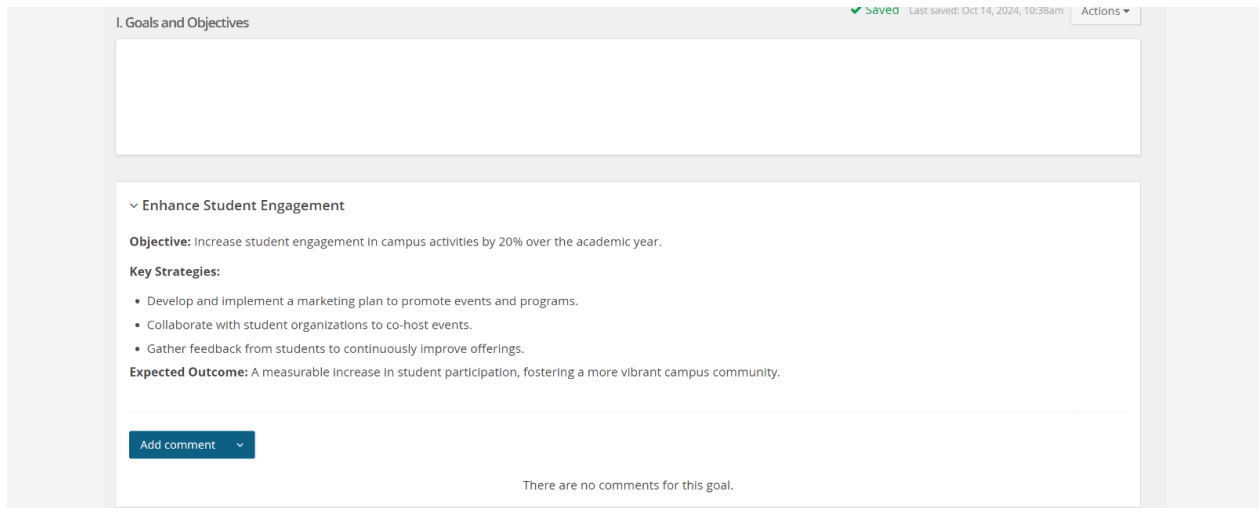 I. Goals and Objectives
✔ Saved Last saved: Oct 14, 2024, 10:38am Actions
Enhance Student Engagement
Objective: Increase student engagement in campus activities by 20% over the academic year.
Key Strategies:
• Develop and implement a marketing plan to promote events and programs.
• Collaborate with student organizations to co-host events.
• Gather feedback from students to continuously improve offerings.
Expected Outcome: A measurable increase in student participation, fostering a more vibrant campus community.
Add comment
There are no comments for this goal.